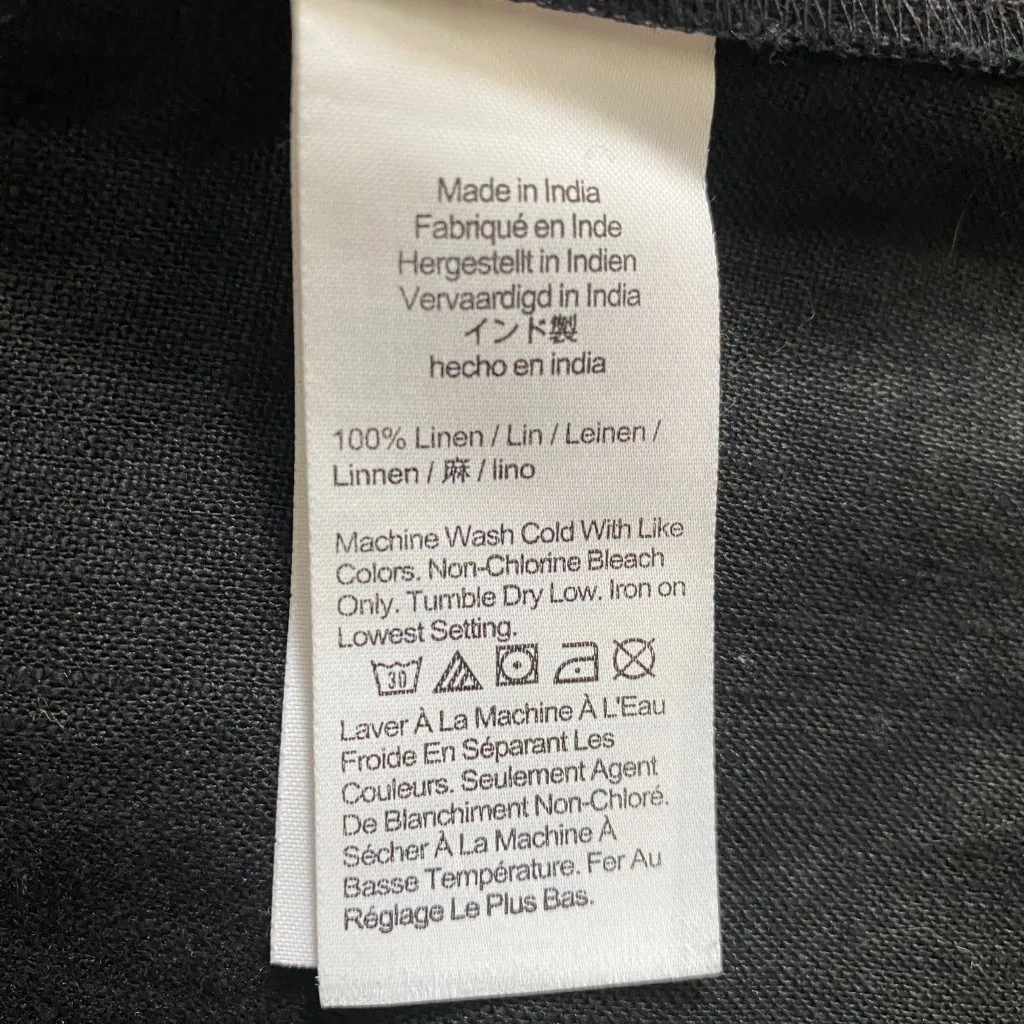 Made in India
Fabriqué en Inde
Hergestellt in Indien
Vervaardigd in India
インド製
hecho en india
100% Linen / Lin / Leinen /
Linnen / 麻 / lino
Machine Wash Cold With Like
Colors. Non-Chlorine Bleach
Only. Tumble Dry Low. Iron on
Lowest Setting.
30
Laver À La Machine À L'Eau
Froide En Séparant Les
Couleurs. Seulement Agent
De Blanchiment Non-Chloré.
Sécher À La Machine À
Basse Température. Fer Au
Réglage Le Plus Bas.